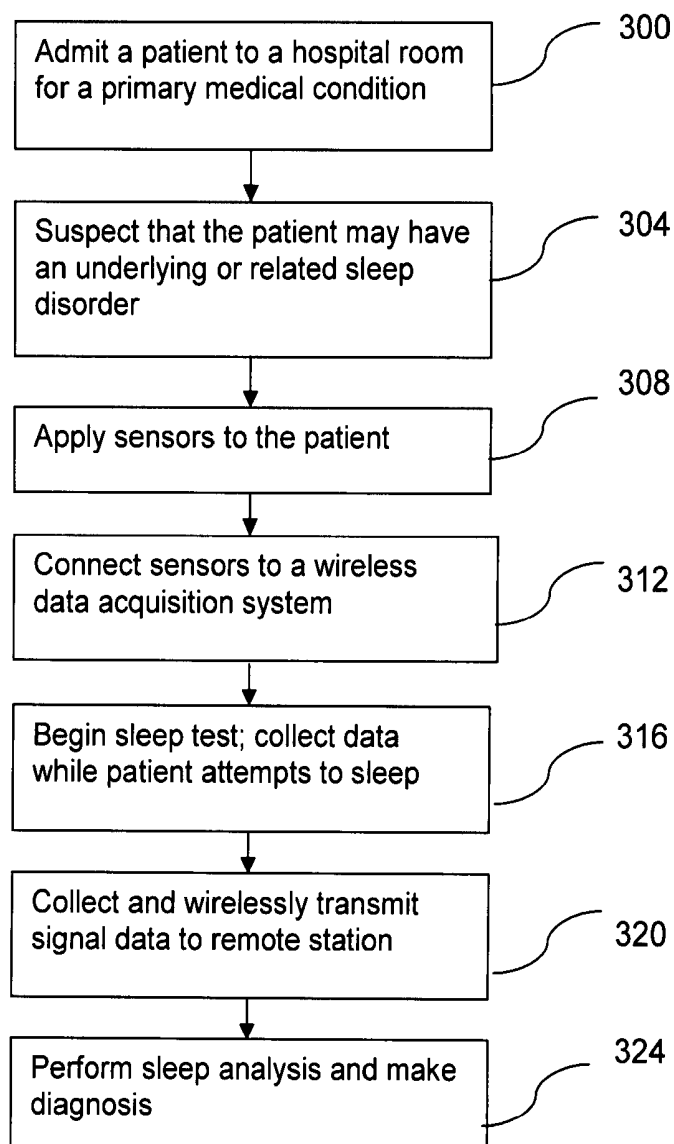 300
Admit a patient to a hospital room
for a primary medical condition
304
Suspect that the patient may have
an underlying or related sleep
disorder
308
Apply sensors to the patient
Connect sensors to a wireless
data acquisition system
312
Begin sleep test; collect data
while patient attempts to sleep
316
Collect and wirelessly transmit
signal data to remote station
320
Perform sleep analysis and make
diagnosis
324